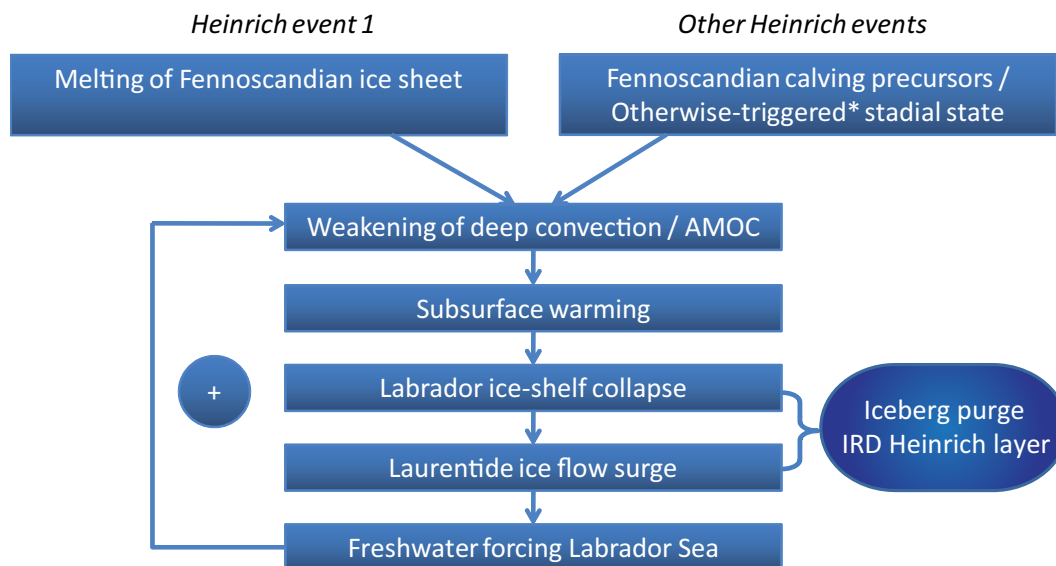 Heinrich event 1
Other Heinrich events
Melting of Fennoscandian ice sheet
Fennoscandian calving precursors /
Otherwise-triggered* stadial state
Weakening of deep convection / AMOC
Subsurface warming
Labrador ice-shelf collapse
+
Iceberg purge
IRD Heinrich layer
Laurentide ice flow surge
Freshwater forcing Labrador Sea